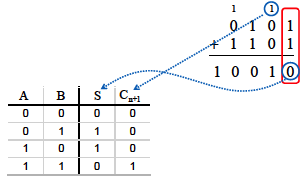 1 1
0 1 0 1
+ 1 1 0 1
1 0 0 1 0
A B S Cn+1
0 0 0 0
0 1 1 0
1 0 1 0
1 1 0 1